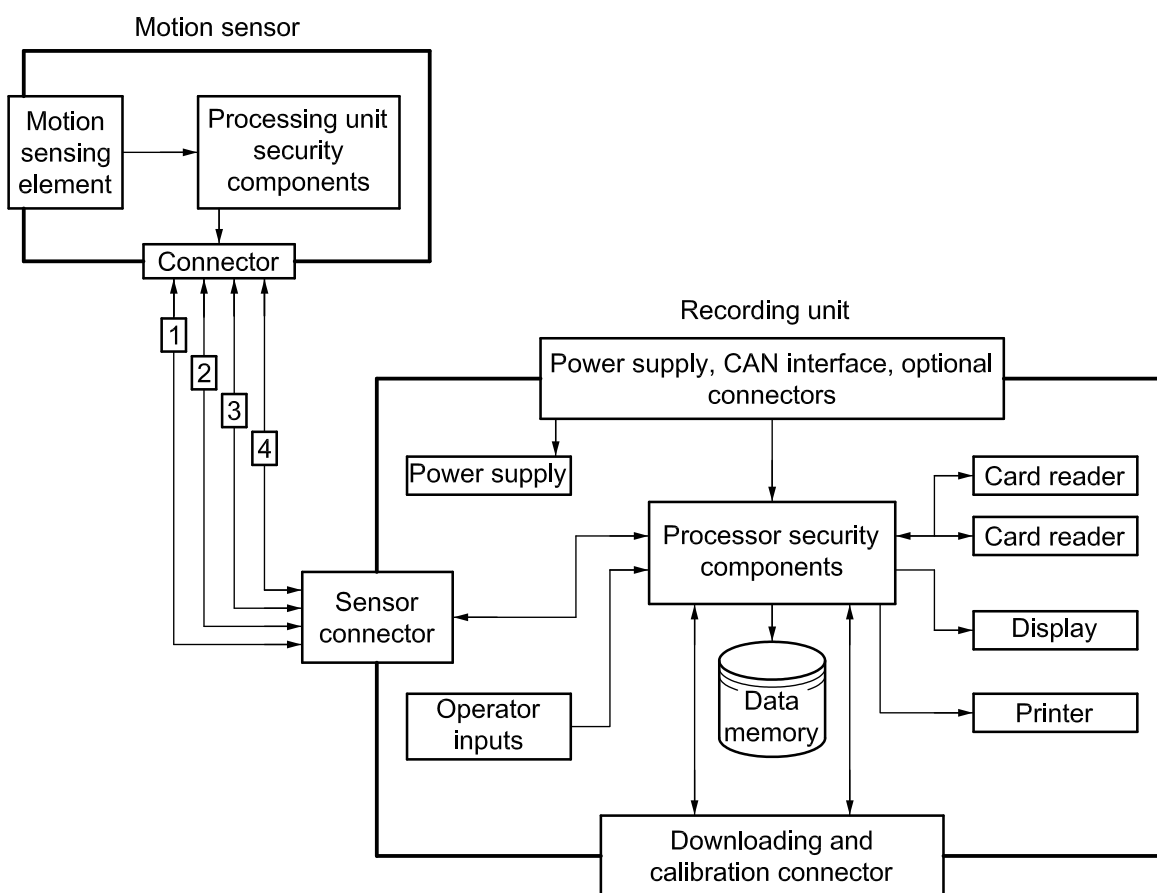 Motion sensor
Motion
sensing
element
Processing unit
security
components
Connector
1
2
3
4
Recording unit
Power supply, CAN interface, optional
connectors
Power supply
Card reader
Card reader
Processor security
components
Sensor
connector
Display
Operator
inputs
Data
memory
Printer
Downloading and
calibration connector